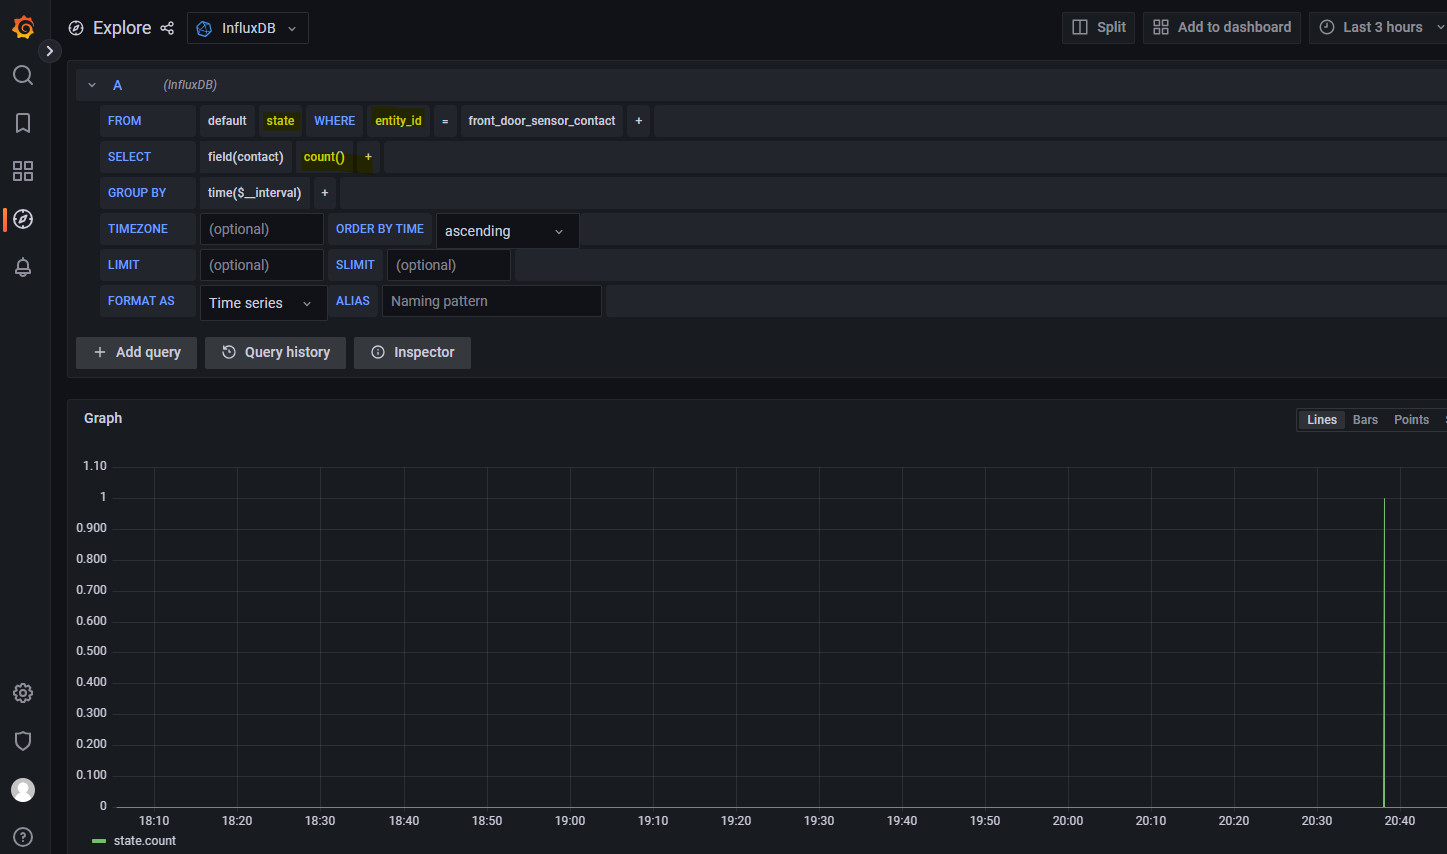 Explore InfluxDB Split Add to dashboard Last 3 hours
A (InfluxDB)
FROM default state WHERE entity_id = front_door_sensor_contact +
SELECT field(contact) count() +
GROUP BY time($__interval) +
TIMEZONE (optional) ORDER BY TIME ascending
LIMIT (optional) SLIMIT (optional)
FORMAT AS Time series ALIAS Naming pattern
+ Add query Query history Inspector
Graph Lines Bars Points
1.10
1
0.900
0.800
0.700
0.600
0.500
0.400
0.300
0.200
0.100
0
18:10 18:20 18:30 18:40 18:50 19:00 19:10 19:20 19:30 19:40 19:50 20:00 20:10 20:20 20:30 20:40
state.count